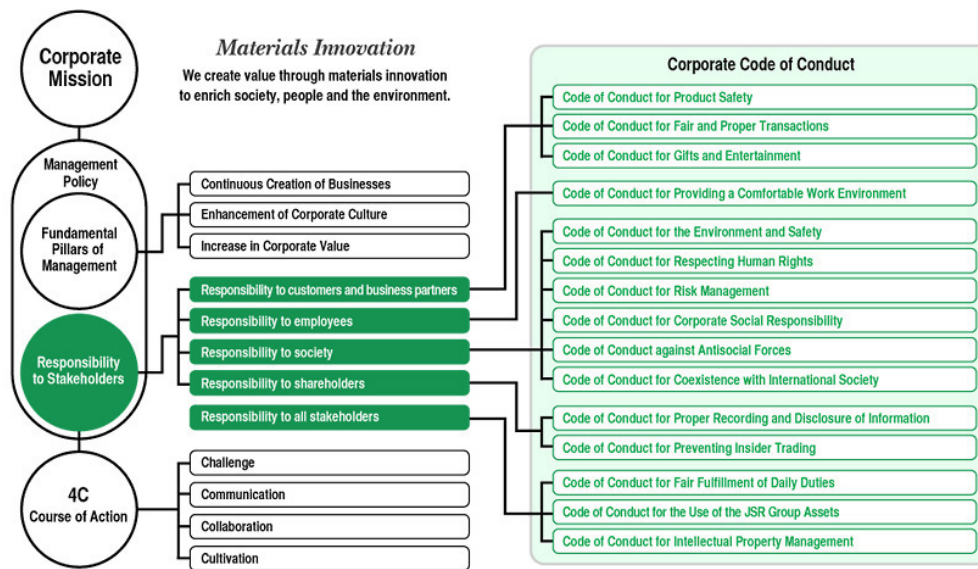 Corporate
Mission
Materials Innovation
We create value through materials innovation
to enrich society, people and the environment.
Management
Policy
Fundamental
Pillars of
Management
Continuous Creation of Businesses
Enhancement of Corporate Culture
Increase in Corporate Value
Responsibility
to Stakeholders
Responsibility to customers and business partners
Responsibility to employees
Responsibility to society
Responsibility to shareholders
Responsibility to all stakeholders
4C
Course of Action
Challenge
Communication
Collaboration
Cultivation
Corporate Code of Conduct
Code of Conduct for Product Safety
Code of Conduct for Fair and Proper Transactions
Code of Conduct for Gifts and Entertainment
Code of Conduct for Providing a Comfortable Work Environment
Code of Conduct for the Environment and Safety
Code of Conduct for Respecting Human Rights
Code of Conduct for Risk Management
Code of Conduct for Corporate Social Responsibility
Code of Conduct against Antisocial Forces
Code of Conduct for Coexistence with International Society
Code of Conduct for Proper Recording and Disclosure of Information
Code of Conduct for Preventing Insider Trading
Code of Conduct for Fair Fulfillment of Daily Duties
Code of Conduct for the Use of the JSR Group Assets
Code of Conduct for Intellectual Property Management